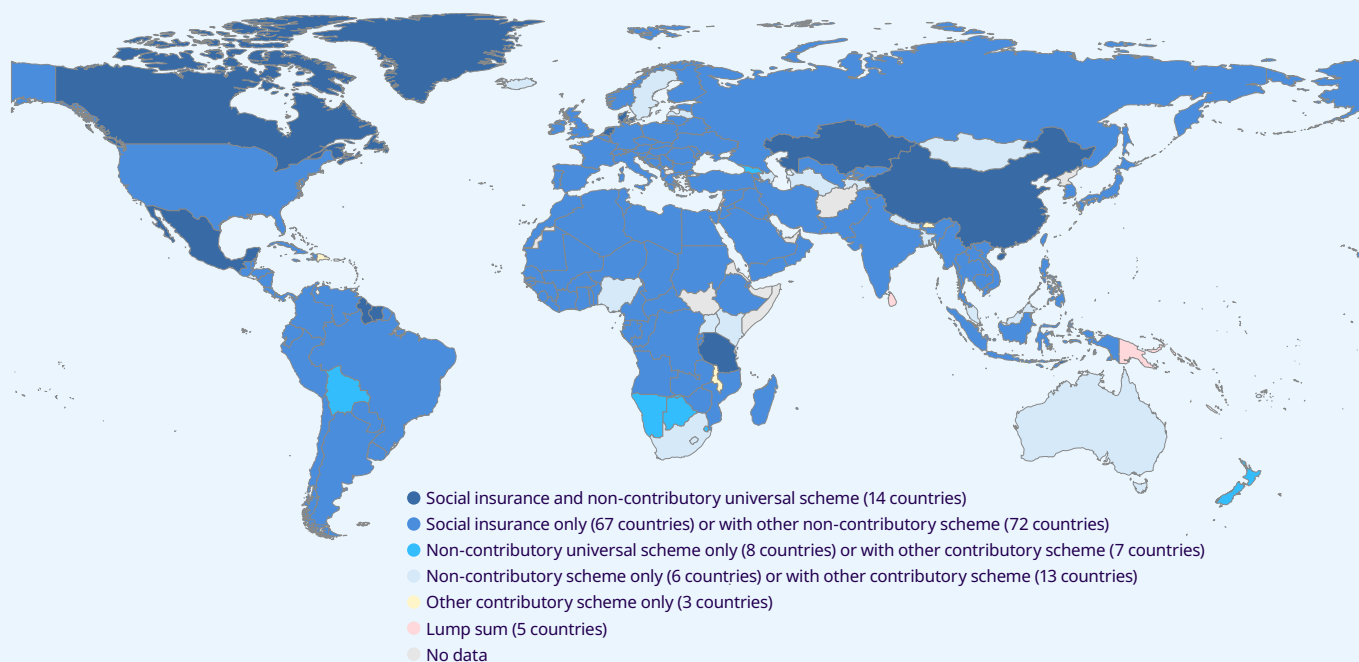 Social insurance and non-contributory universal scheme (14 countries)
Social insurance only (67 countries) or with other non-contributory scheme (72 countries)
Non-contributory universal scheme only (8 countries) or with other contributory scheme (7 countries)
Non-contributory scheme only (6 countries) or with other contributory scheme (13 countries)
Other contributory scheme only (3 countries)
Lump sum (5 countries)
No data